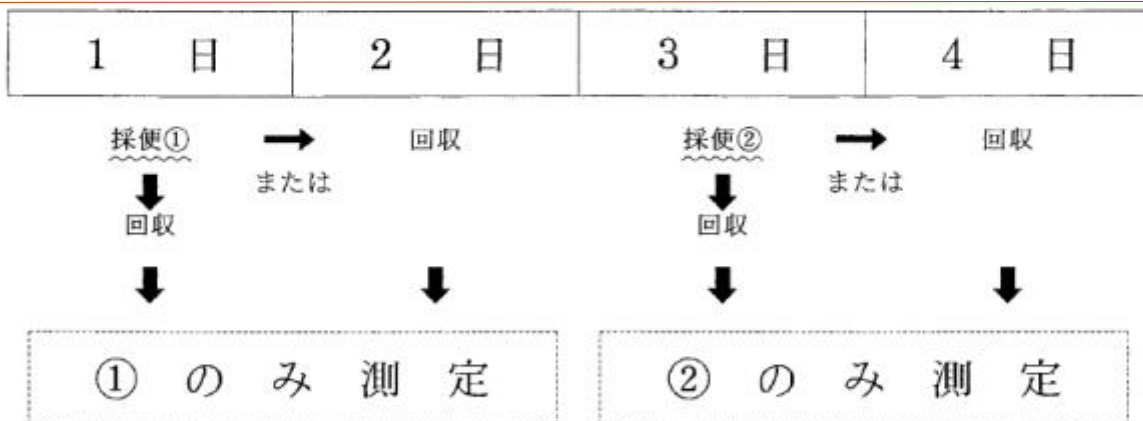 1 日 2 日 3 日 4 日
採便① 回収 採便② 回収
または または
回収 回収
①のみ測定 ②のみ測定